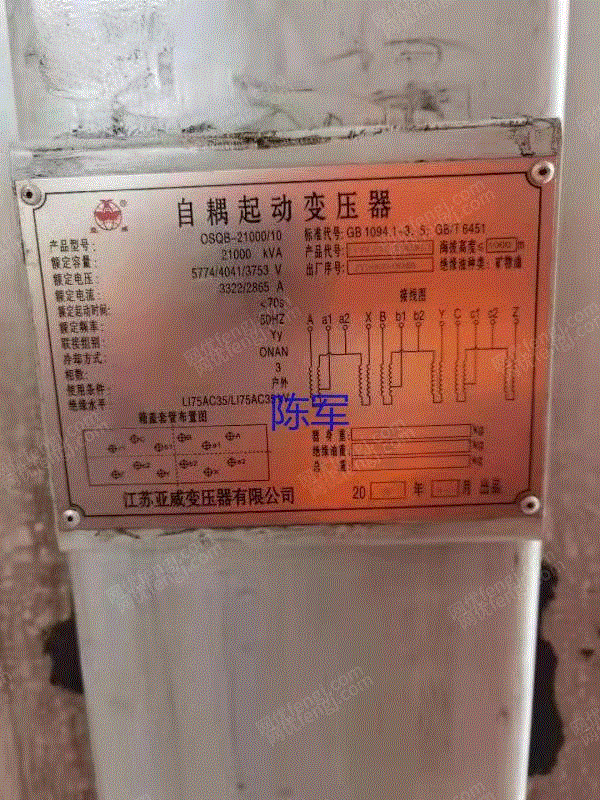 自耦起动变压器
产品型号: OSQB-21000/10
标准代号: GB1094.1-3, 5; GB/T6451
额定容量: 21000 kVA
产品代号:
海拔高度≤1000m
额定电压: 5774/4041/3753 V
出厂序号:
绝缘油种类: 矿物油
额定电流: 3322/2865 A
额定起动时间: <70s
额定频率: 50HZ
联接组别: Yy
冷却方式: ONAN
相数: 3
使用条件: 户外
绝缘水平 LI75AC35/LI75AC35
接线图
A a1 a2 X B b1 b2 Y C c1 c2 Z
陈军
箱盖套管布置图
器身重 kg
绝缘油重 kg
总重 kg
江苏亚威变压器有限公司
20 年 月 出品